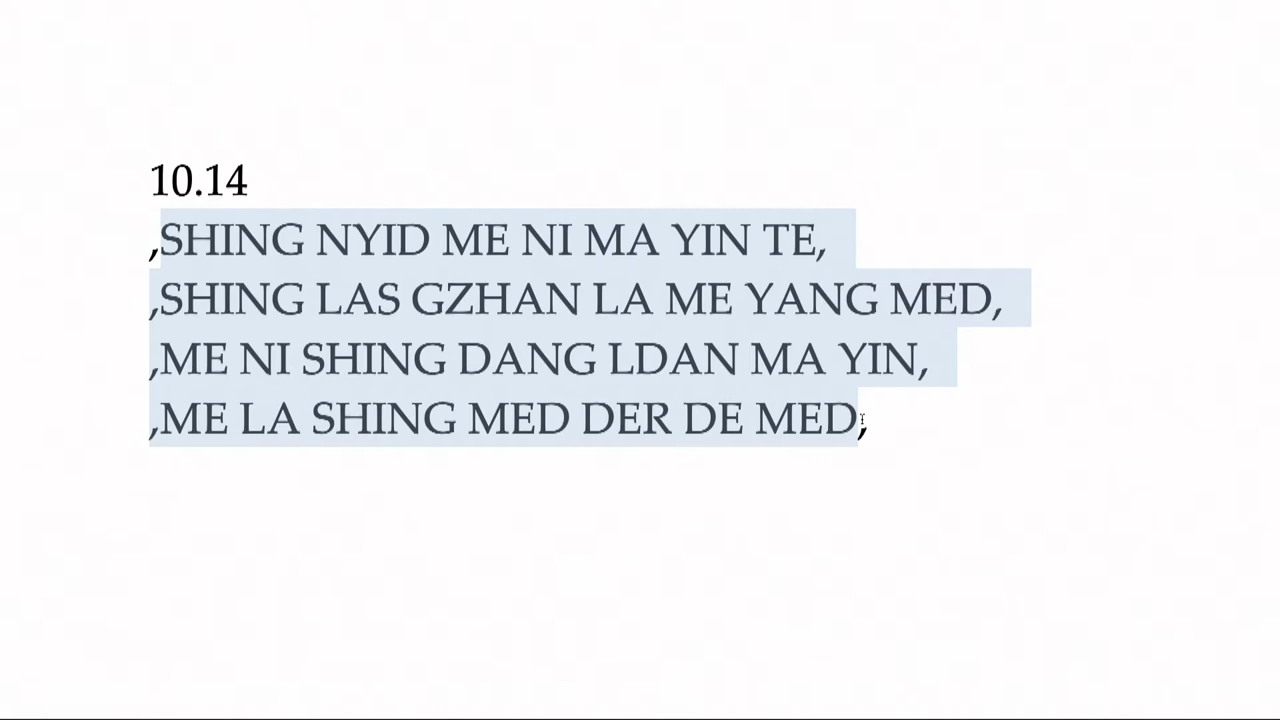 10.14
,SHING NYID ME NI MA YIN TE,
,SHING LAS GZHAN LA ME YANG MED,
,ME NI SHING DANG LDAN MA YIN,
,ME LA SHING MED DER DE MED,